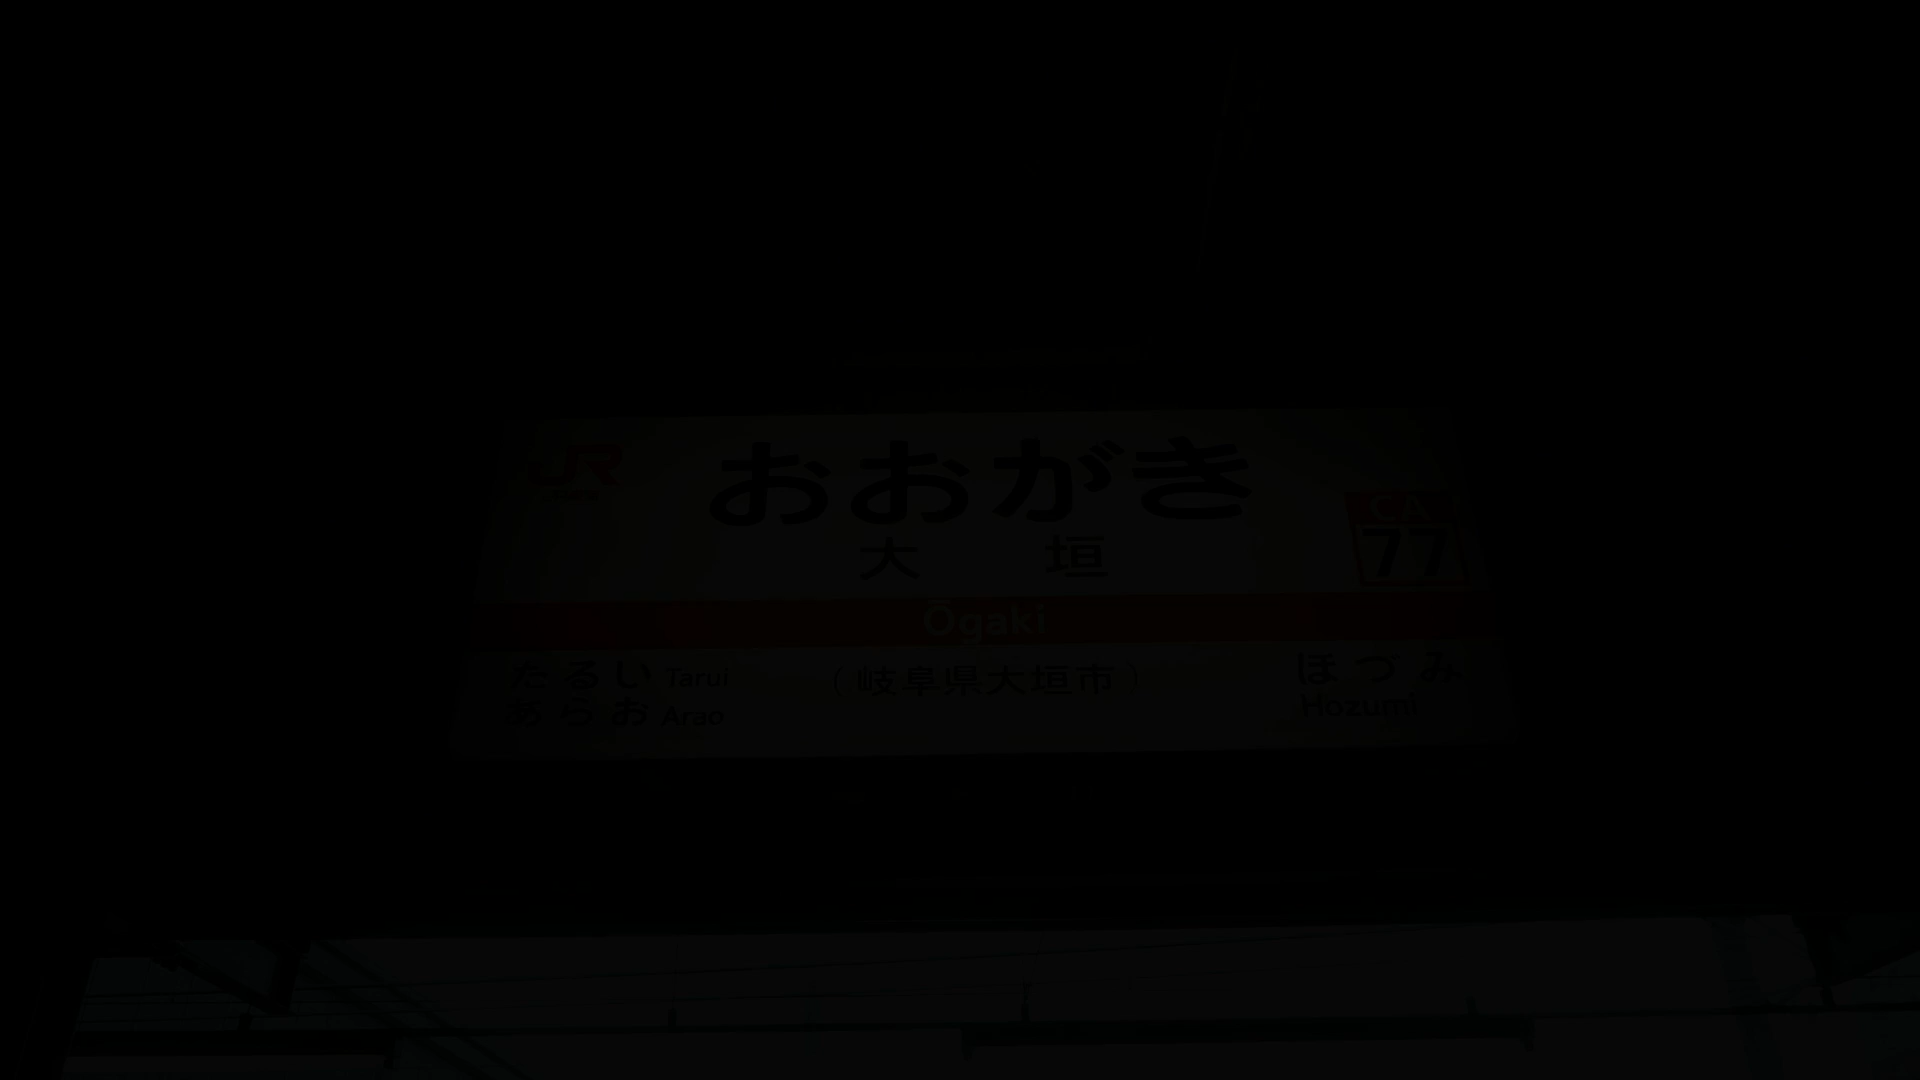 JR
おおがき
CA
77
大垣
Ōgaki
たるい Tarui
(岐阜県大垣市)
ほづみ
あらお Arao
Hozumi